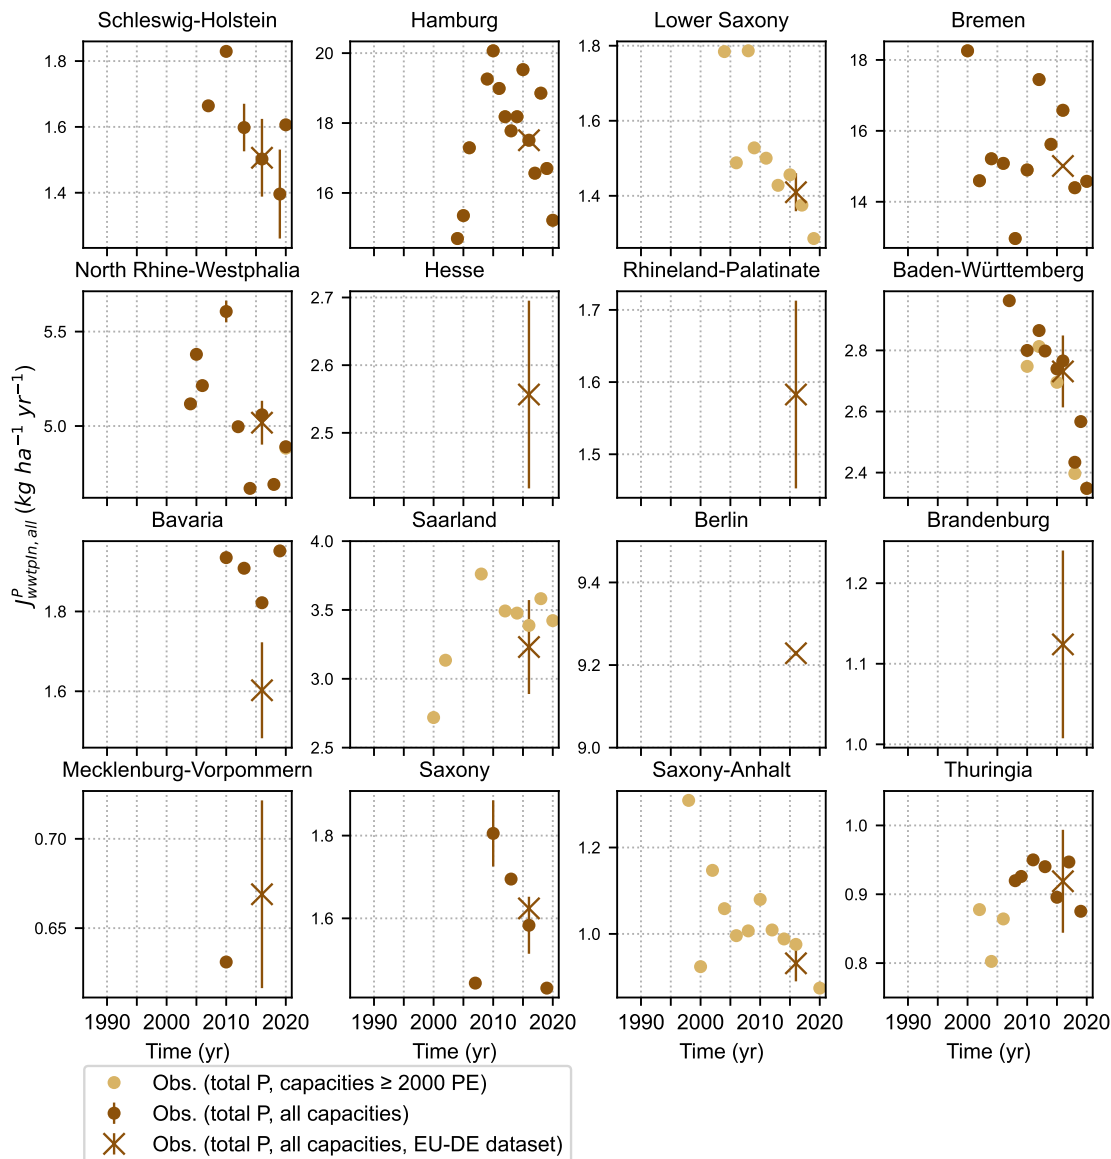 Schleswig-Holstein Hamburg Lower Saxony Bremen
1.8 20 1.8 18
1.6 18 1.6 16
1.4 16 1.4 14
North Rhine-Westphalia Hesse Rhineland-Palatinate Baden-Württemberg
5.5 2.7 1.7 2.8
5.0 2.6 1.6 2.6
2.5 1.5 2.4
J^P_{wwtpln, all} (kg ha^{−1} yr^{−1})
Bavaria Saarland Berlin Brandenburg
1.8 4.0 9.4 1.2
1.6 3.5 9.2 1.1
3.0 9.0 1.0
2.5
Mecklenburg-Vorpommern Saxony Saxony-Anhalt Thuringia
0.70 1.8 1.2 1.0
0.65 1.6 1.0 0.9
0.8
1990 2000 2010 2020 1990 2000 2010 2020 1990 2000 2010 2020 1990 2000 2010 2020
Time (yr) Time (yr) Time (yr) Time (yr)
Obs. (total P, capacities ≥ 2000 PE)
Obs. (total P, all capacities)
Obs. (total P, all capacities, EU-DE dataset)